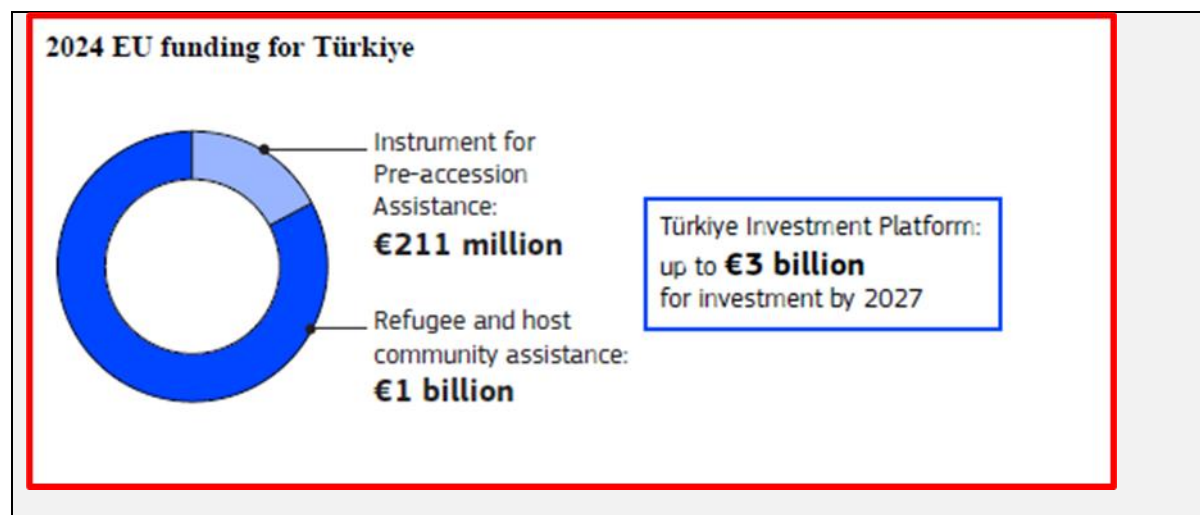 2024 EU funding for Türkiye
Instrument for
Pre-accession
Assistance:
€211 million
Refugee and host
community assistance:
€1 billion
Türkiye Investment Platform:
up to €3 billion
for investment by 2027